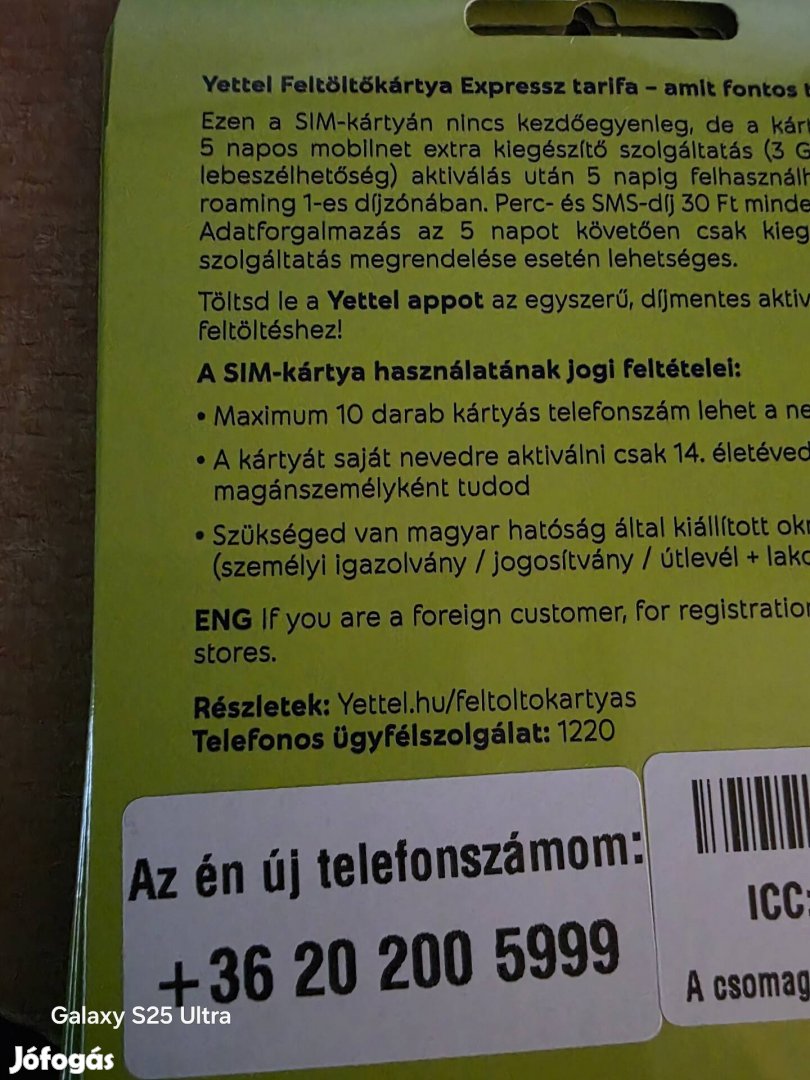 Yettel Feltöltőkártya Expressz tarifa – amit fontos
Ezen a SIM-kártyán nincs kezdőegyenleg, de a kár
5 napos mobilnet extra kiegészítő szolgáltatás (3 G
lebeszélhetőség) aktiválás után 5 napig felhasznál
roaming 1-es díjzónában. Perc- és SMS-díj 30 Ft minde
Adatforgalmazás az 5 napot követően csak kieg
szolgáltatás megrendelése esetén lehetséges.
Töltsd le a Yettel appot az egyszerű, díjmentes aktiv
feltöltéshez!
A SIM-kártya használatának jogi feltételei:
• Maximum 10 darab kártyás telefonszám lehet a ne
• A kártyát saját nevedre aktiválni csak 14. életéved
magánszemélyként tudod
• Szükséged van magyar hatóság által kiállított ok
(személyi igazolvány / jogosítvány / útlevél + lakc
ENG If you are a foreign customer, for registration
stores.
Részletek: Yettel.hu/feltoltokartyas
Telefonos ügyfélszolgálat: 1220
Az én új telefonszámom:
+36 20 200 5999
ICC:
A csomag
Galaxy S25 Ultra
Jófogás